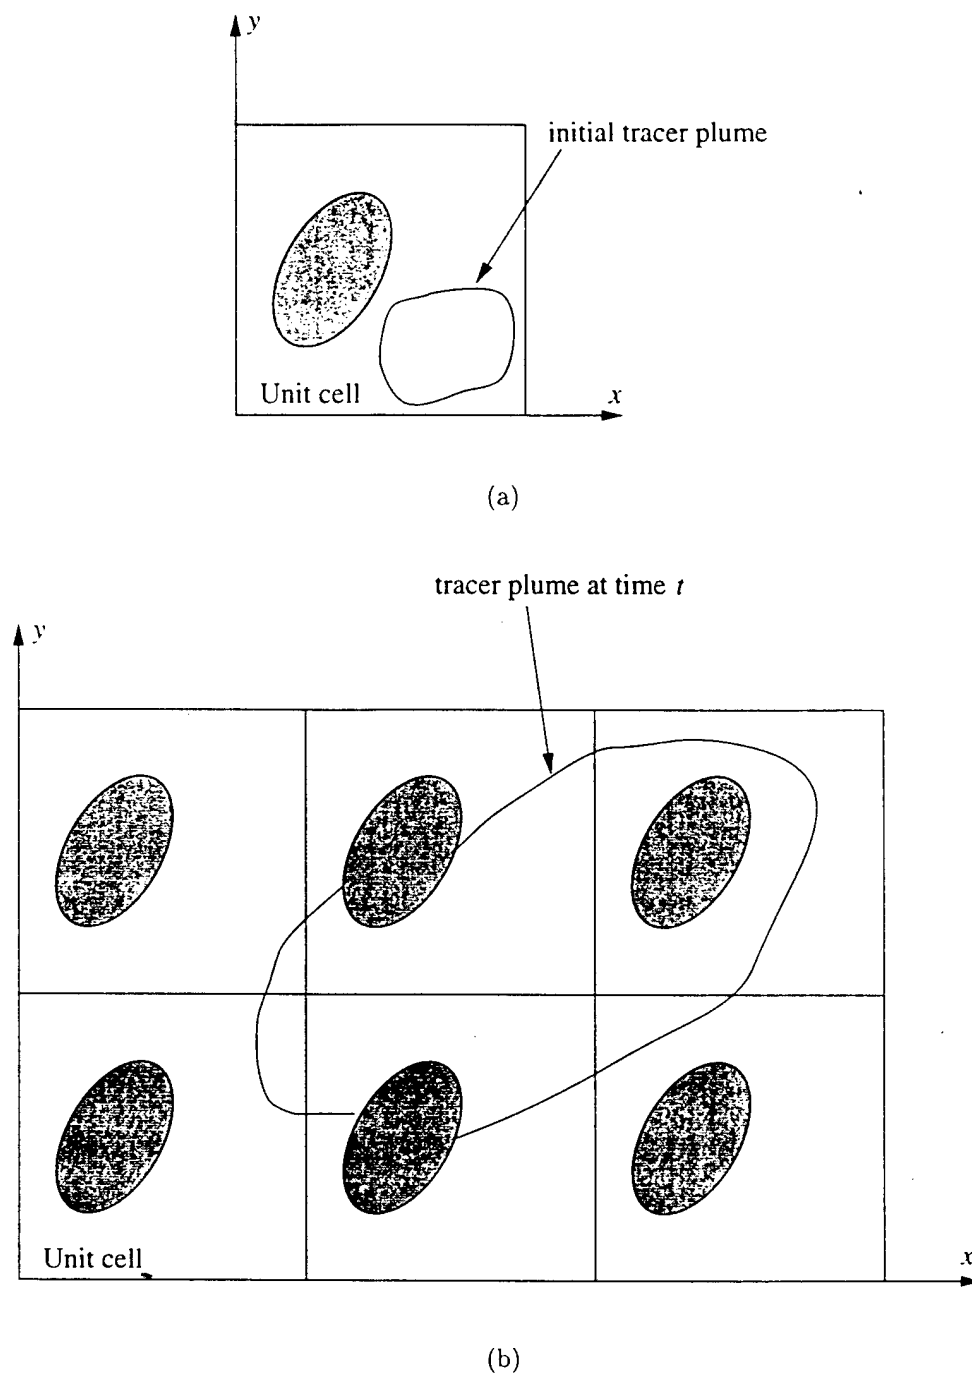 y
initial tracer plume
Unit cell
x
(a)
tracer plume at time t
y
Unit cell
x
(b)